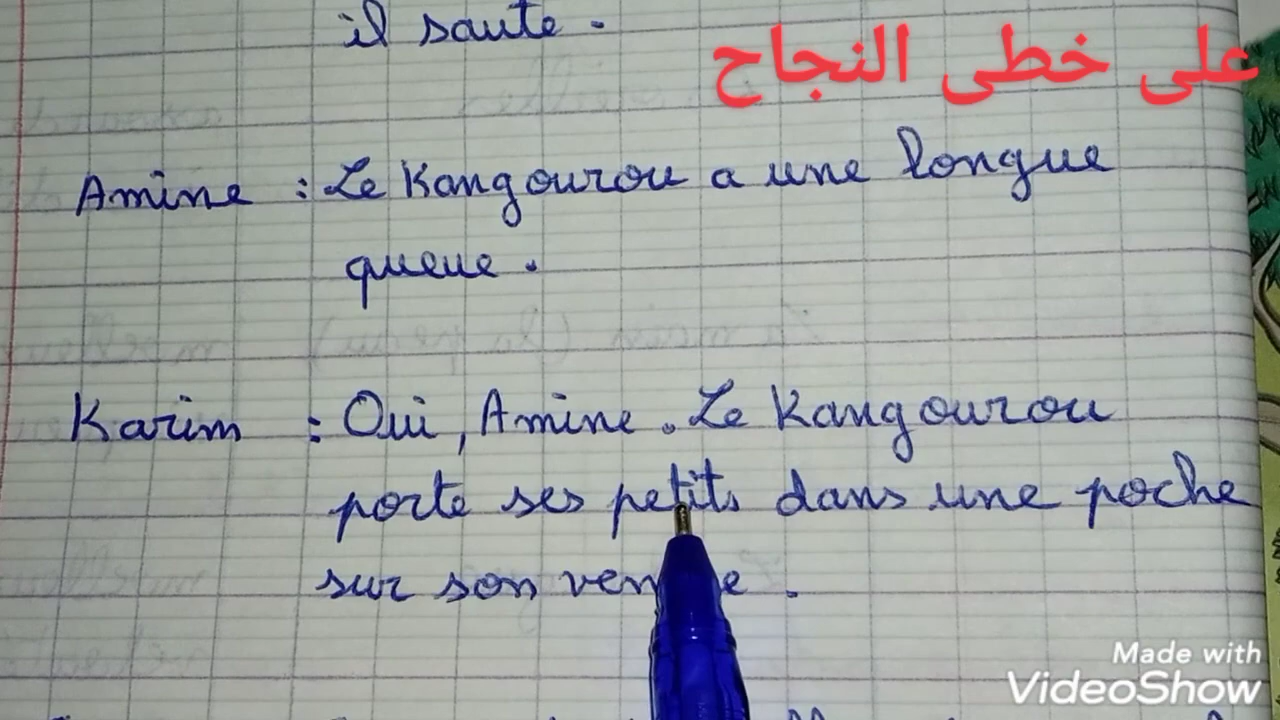 il saute.
على خطى النجاح
Amine : Le Kangourou a une longue
queue.
Karim : Oui, Amine. Le Kangourou
porte ses petits dans une poche
sur son
Made with
VideoShow